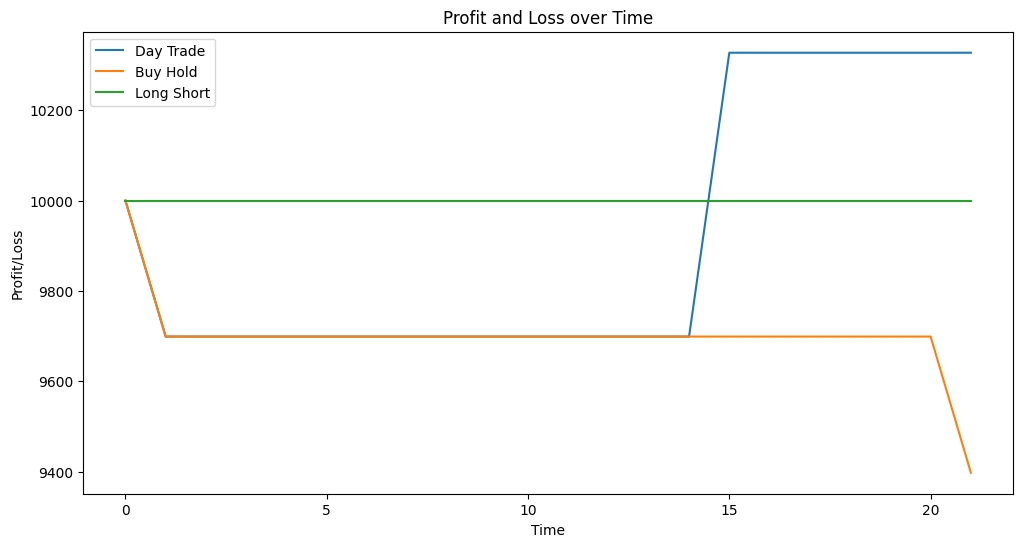 Profit and Loss over Time
Day Trade
Buy Hold
Long Short
Profit/Loss
10200
10000
9800
9600
9400
0
5
10
15
20
Time